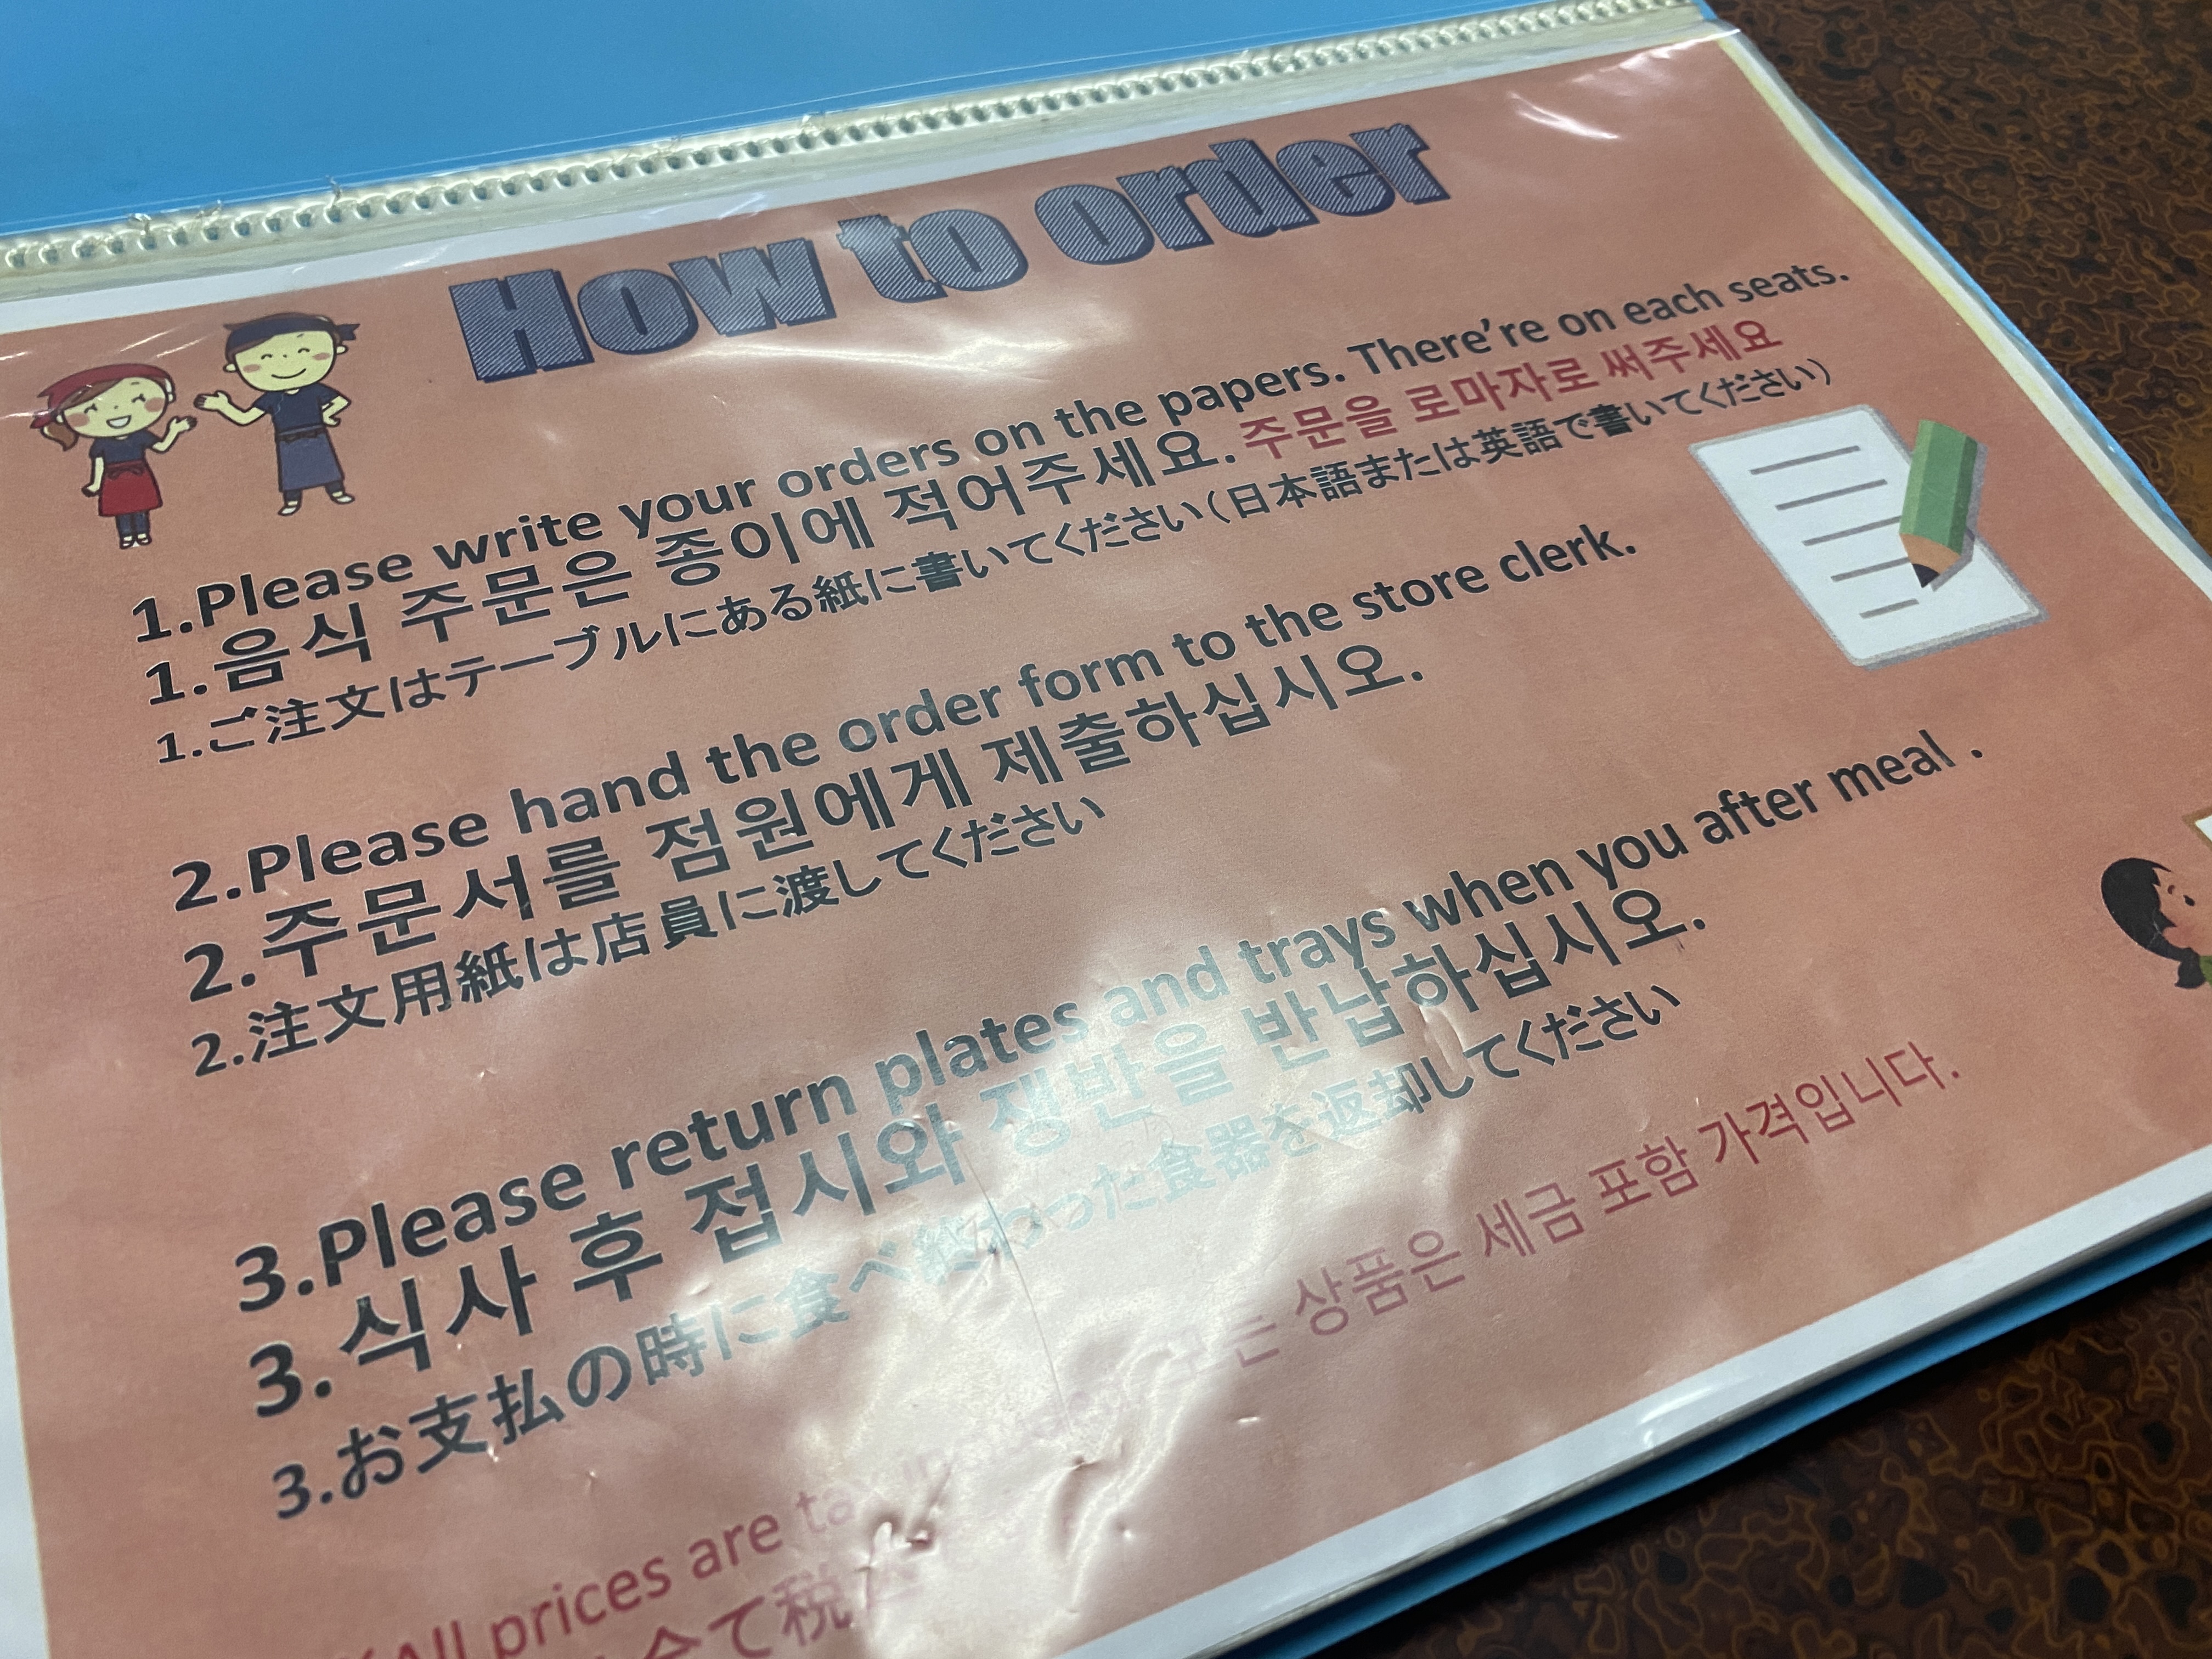 How to order
1.Please write your orders on the papers. There're on each seats.
1.음식 주문은 종이에 적어주세요.주문을 로마자로 써주세요
1.ご注文はテーブルにある紙に書いてください(日本語または英語で書いてください)
2.Please hand the order form to the store clerk.
2.주문서를 점원에게 제출하십시오.
2.注文用紙は店員に渡してください
3.Please return plates and trays when you after meal .
3.식사 후 접시와 쟁반을 반납하십시오.
3.お支払の時に食べ終わった食器を返却してください
※All prices are tax 모든 상품은 세금 포함 가격입니다.
全て税